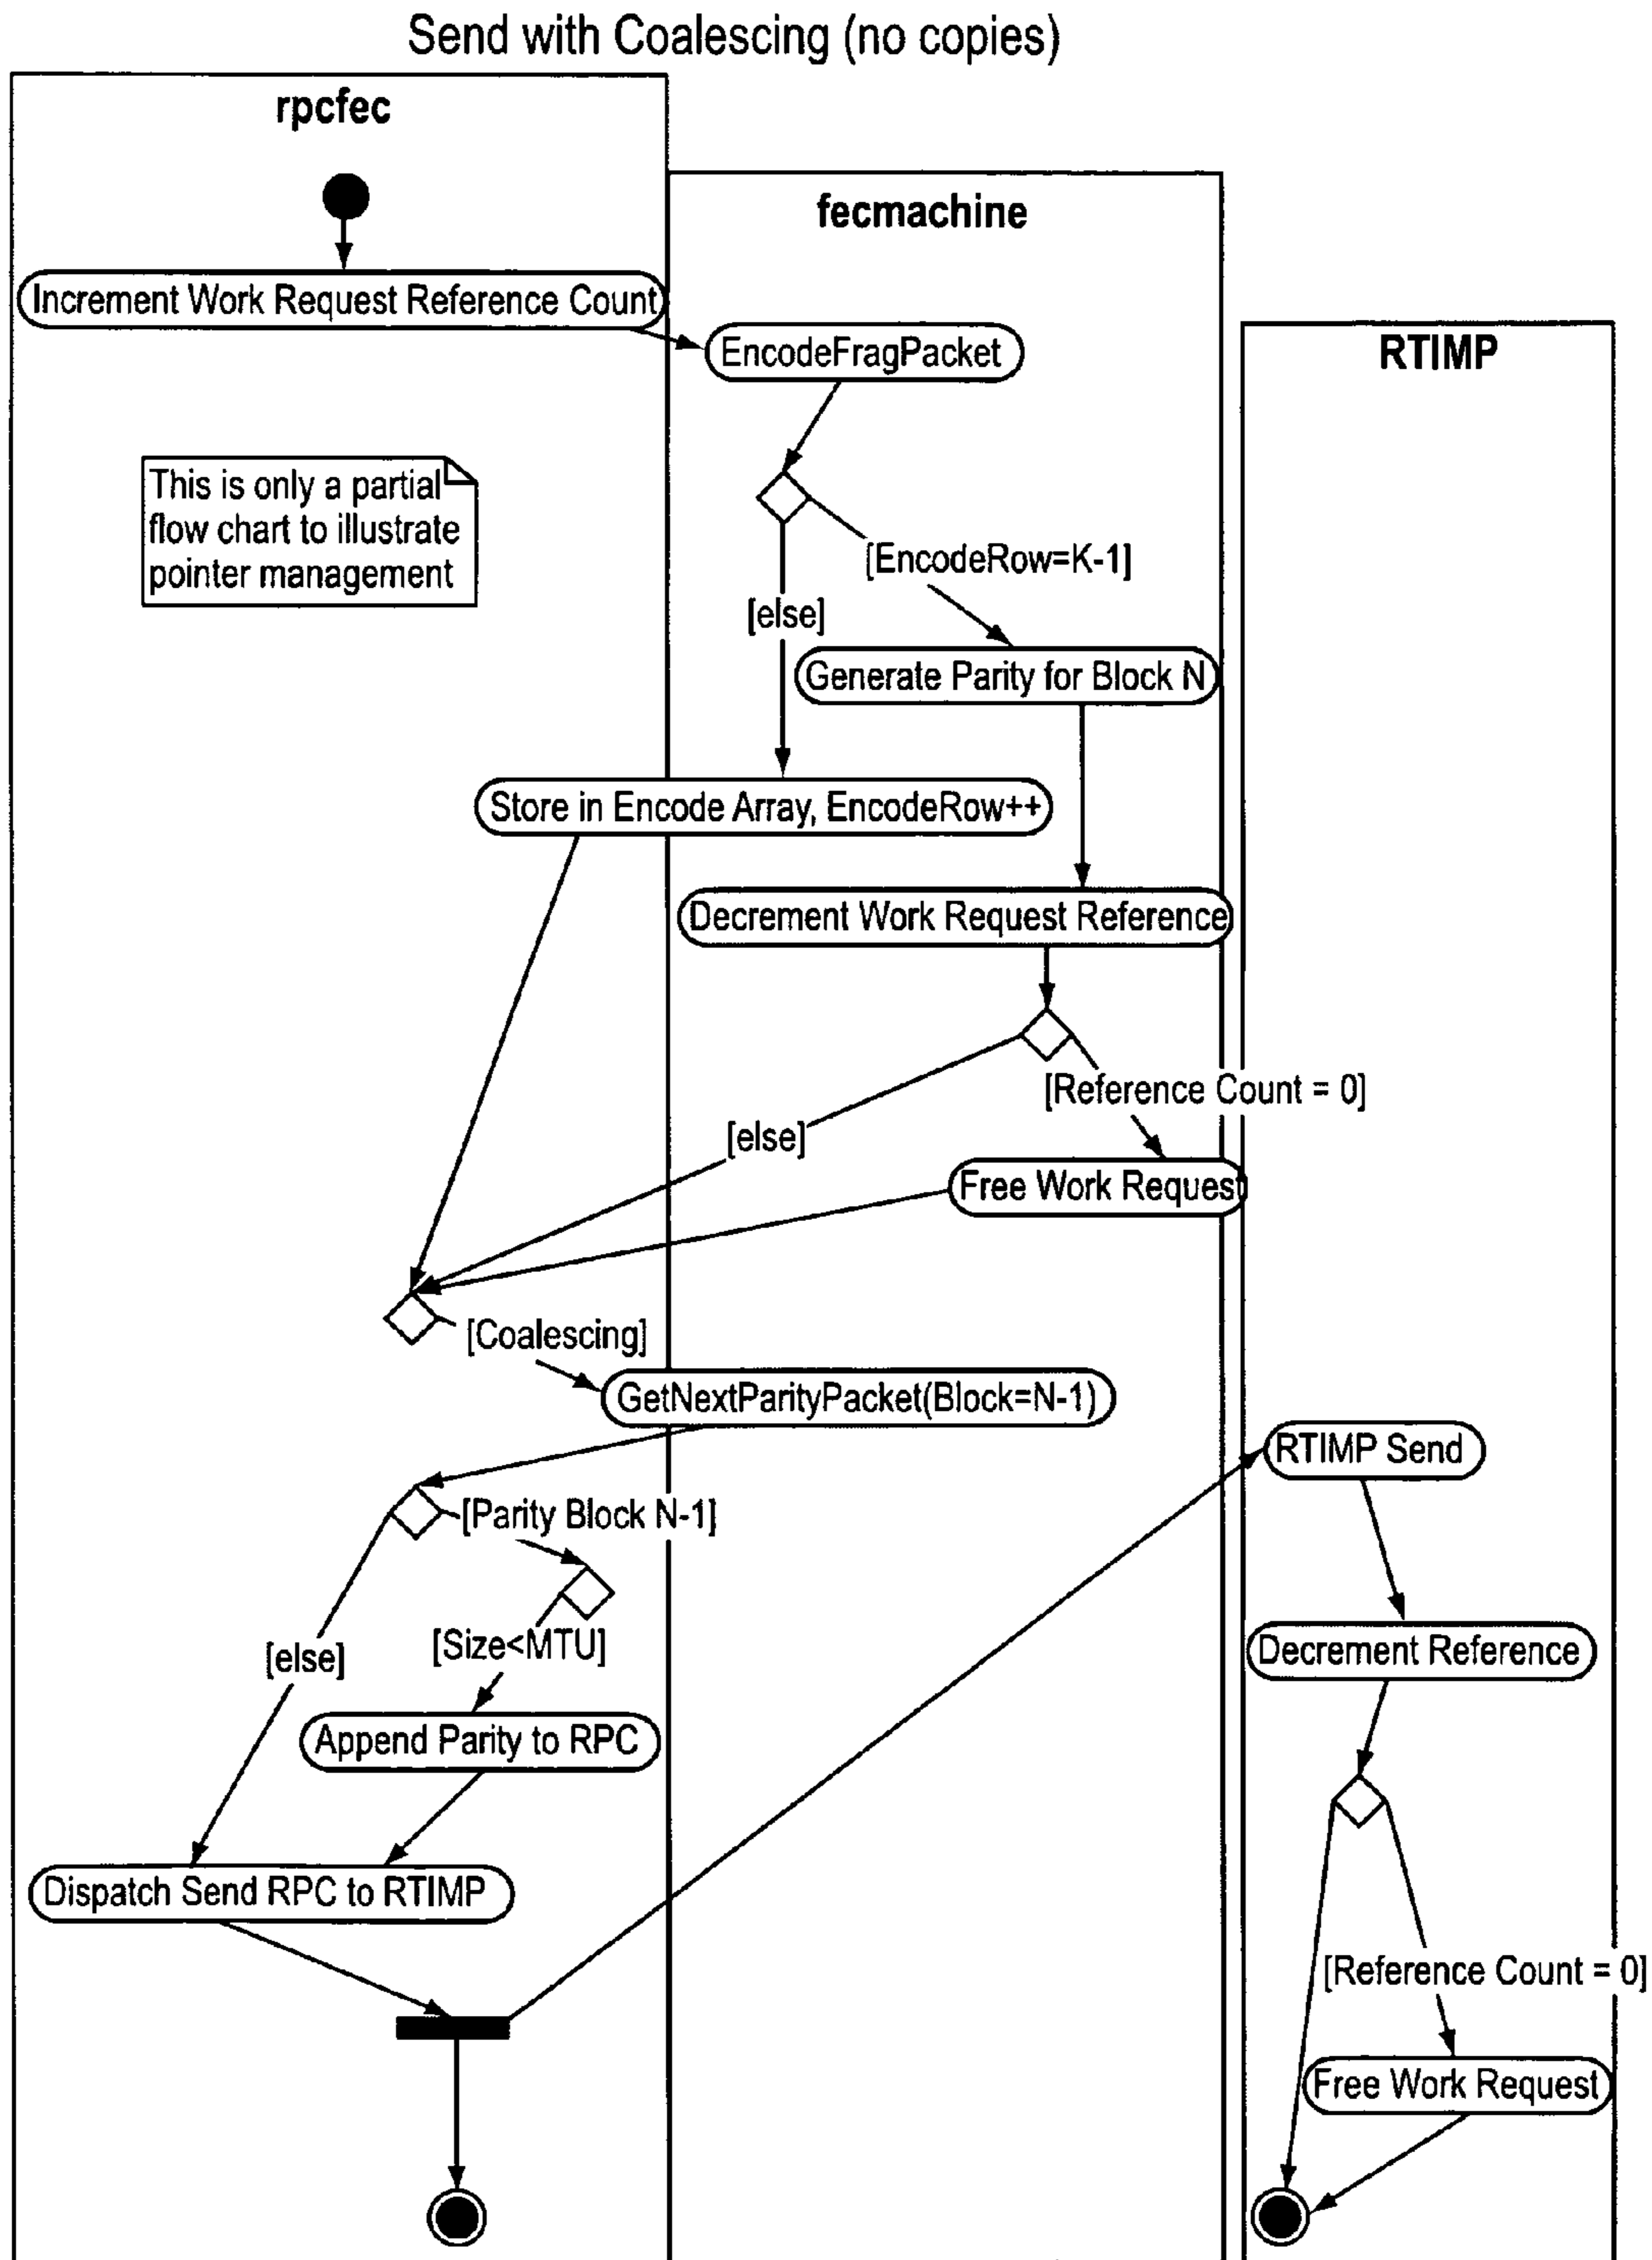 Send with Coalescing (no copies)
rpcfec
fecmachine
Increment Work Request Reference Count
EncodeFragPacket
RTIMP
This is only a partial
flow chart to illustrate
pointer management
[EncodeRow=K-1]
[else]
Generate Parity for Block N
Store in Encode Array, EncodeRow++
Decrement Work Request Reference
[Reference Count = 0]
[else]
Free Work Request
[Coalescing]
GetNextParityPacket(Block=N-1)
RTIMP Send
[Parity Block N-1]
[Size<MTU]
[else]
Decrement Reference
Append Parity to RPC
Dispatch Send RPC to RTIMP
[Reference Count = 0]
Free Work Request